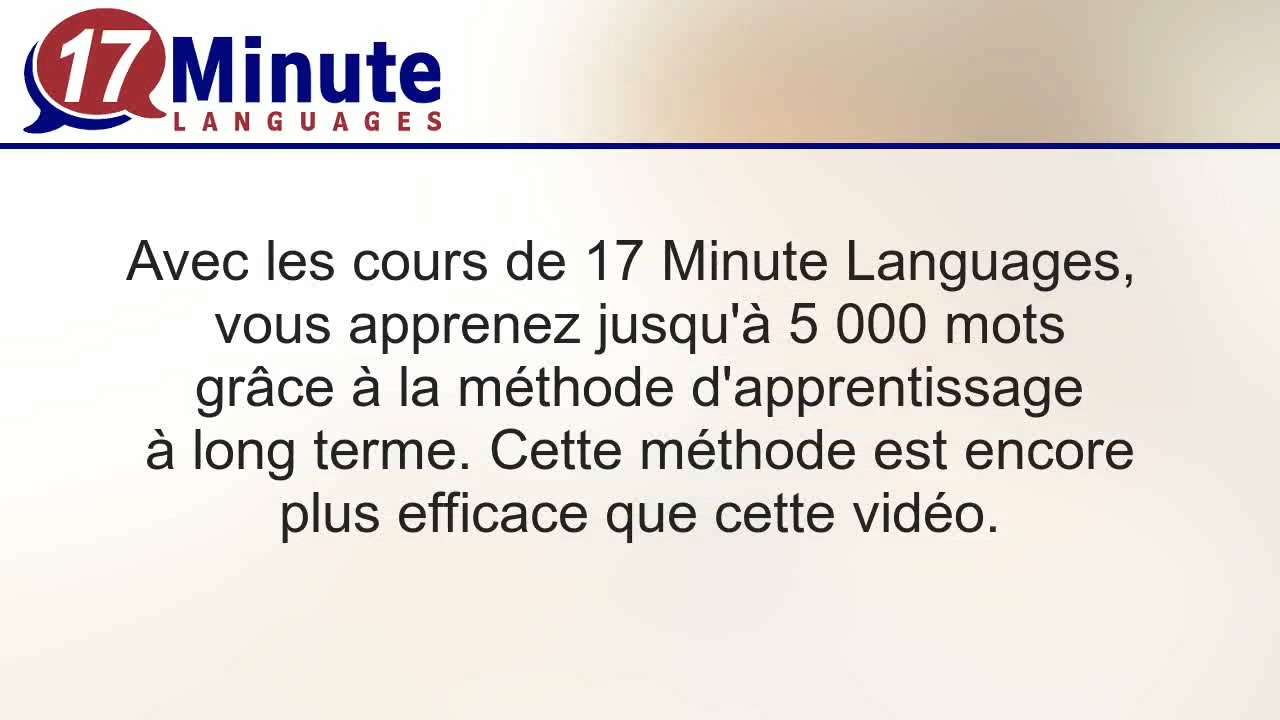 17 Minute
LANGUAGES
Avec les cours de 17 Minute Languages,
vous apprenez jusqu'à 5 000 mots
grâce à la méthode d'apprentissage
à long terme. Cette méthode est encore
plus efficace que cette vidéo.